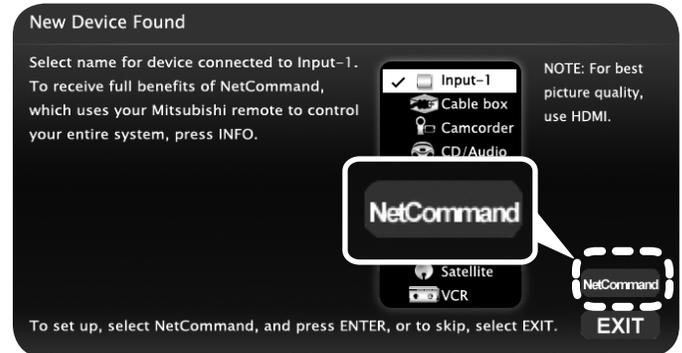 New Device Found
Select name for device connected to Input-1.
To receive full benefits of NetCommand,
which uses your Mitsubishi remote to control
your entire system, press INFO.
Input-1
Cable box
Camcorder
CD/Audio
NetCommand
Satellite
VCR
NOTE: For best
picture quality,
use HDMI.
NetCommand
EXIT
To set up, select NetCommand, and press ENTER, or to skip, select EXIT.